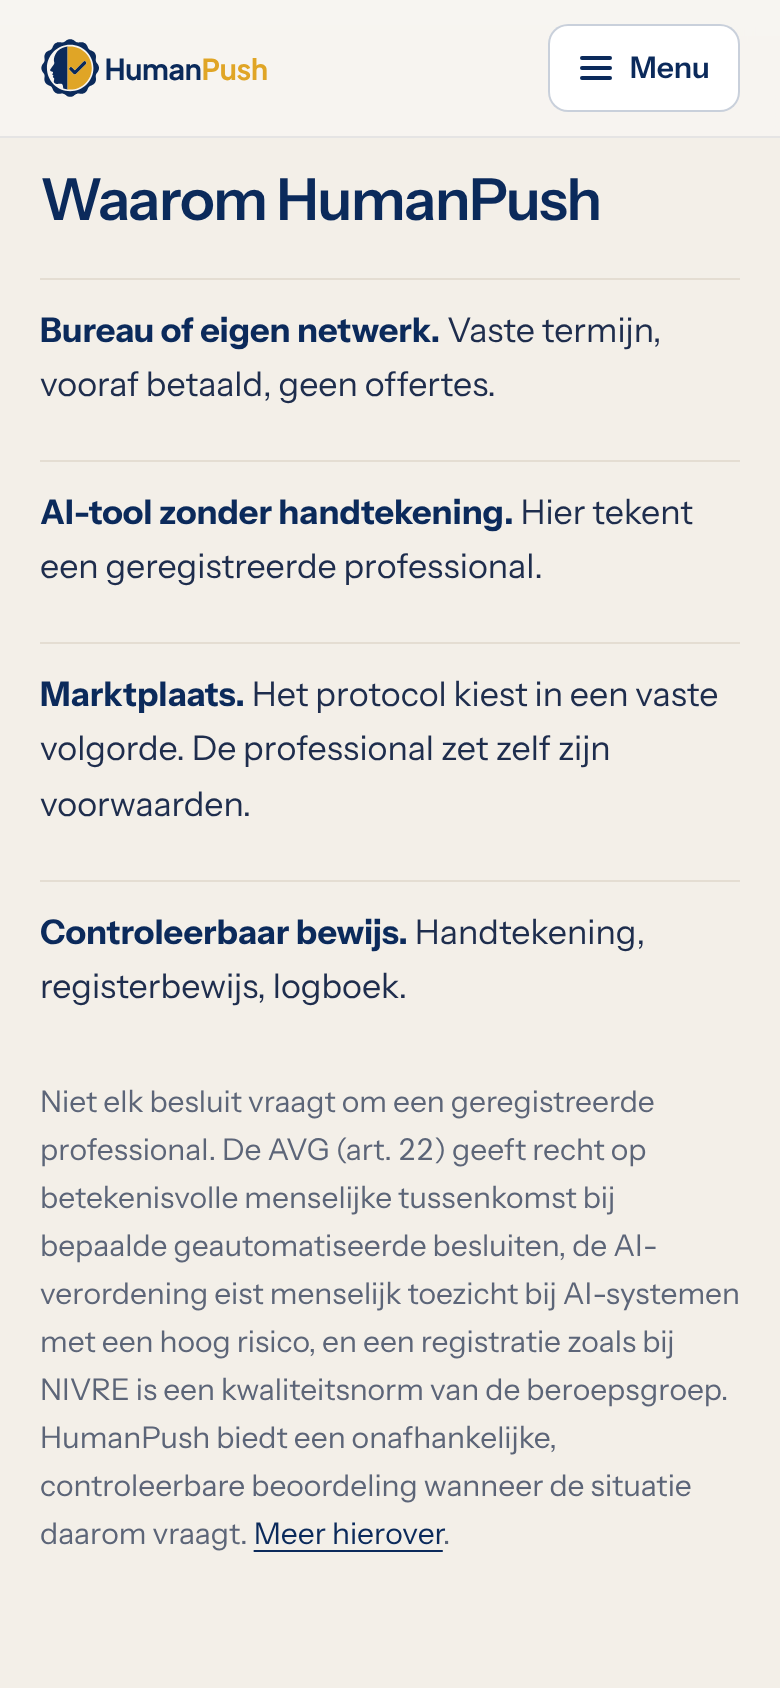 HumanPush
Menu
Waarom HumanPush
Bureau of eigen netwerk. Vaste termijn,
vooraf betaald, geen offertes.
AI-tool zonder handtekening. Hier tekent
een geregistreerde professional.
Marktplaats. Het protocol kiest in een vaste
volgorde. De professional zet zelf zijn
voorwaarden.
Controleerbaar bewijs. Handtekening,
registerbewijs, logboek.
Niet elk besluit vraagt om een geregistreerde
professional. De AVG (art. 22) geeft recht op
betekenisvolle menselijke tussenkomst bij
bepaalde geautomatiseerde besluiten, de AI-
verordening eist menselijk toezicht bij AI-systemen
met een hoog risico, en een registratie zoals bij
NIVRE is een kwaliteitsnorm van de beroepsgroep.
HumanPush biedt een onafhankelijke,
controleerbare beoordeling wanneer de situatie
daarom vraagt. Meer hierover.